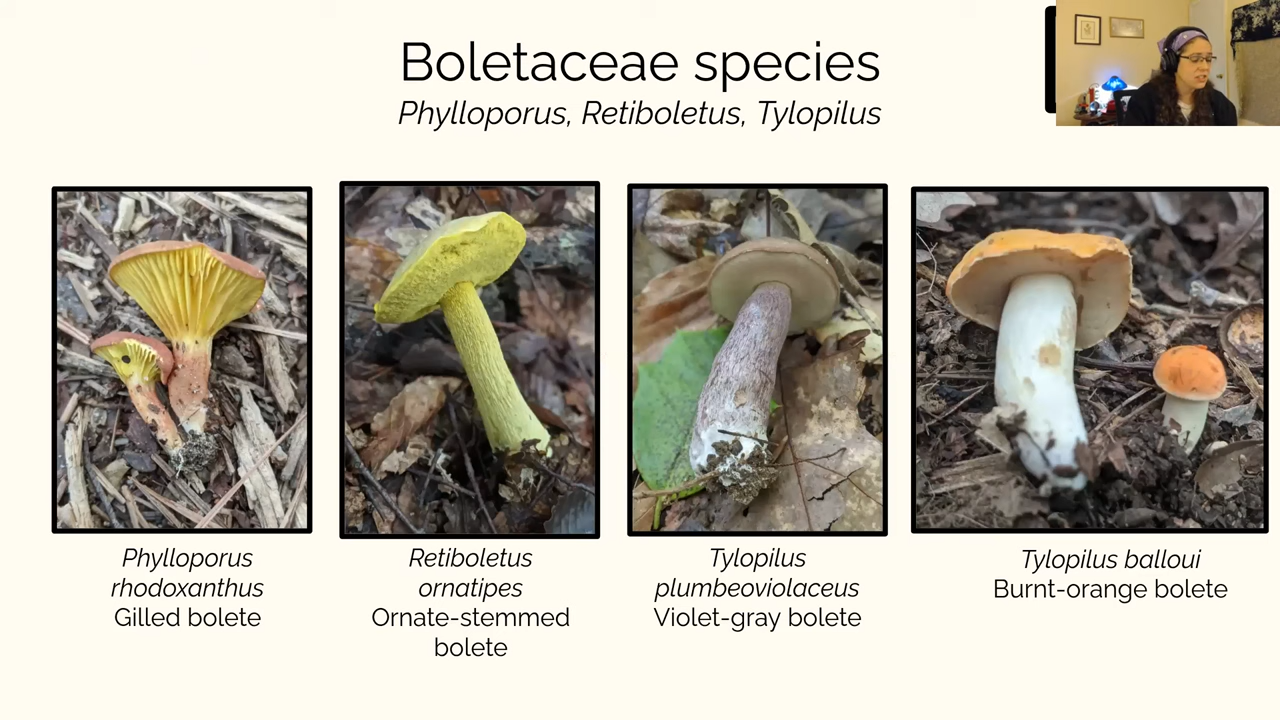 Boletaceae species
Phylloporus, Retiboletus, Tylopilus
Phylloporus
rhodoxanthus
Gilled bolete
Retiboletus
ornatipes
Ornate-stemmed
bolete
Tylopilus
plumbeoviolaceus
Violet-gray bolete
Tylopilus balloui
Burnt-orange bolete